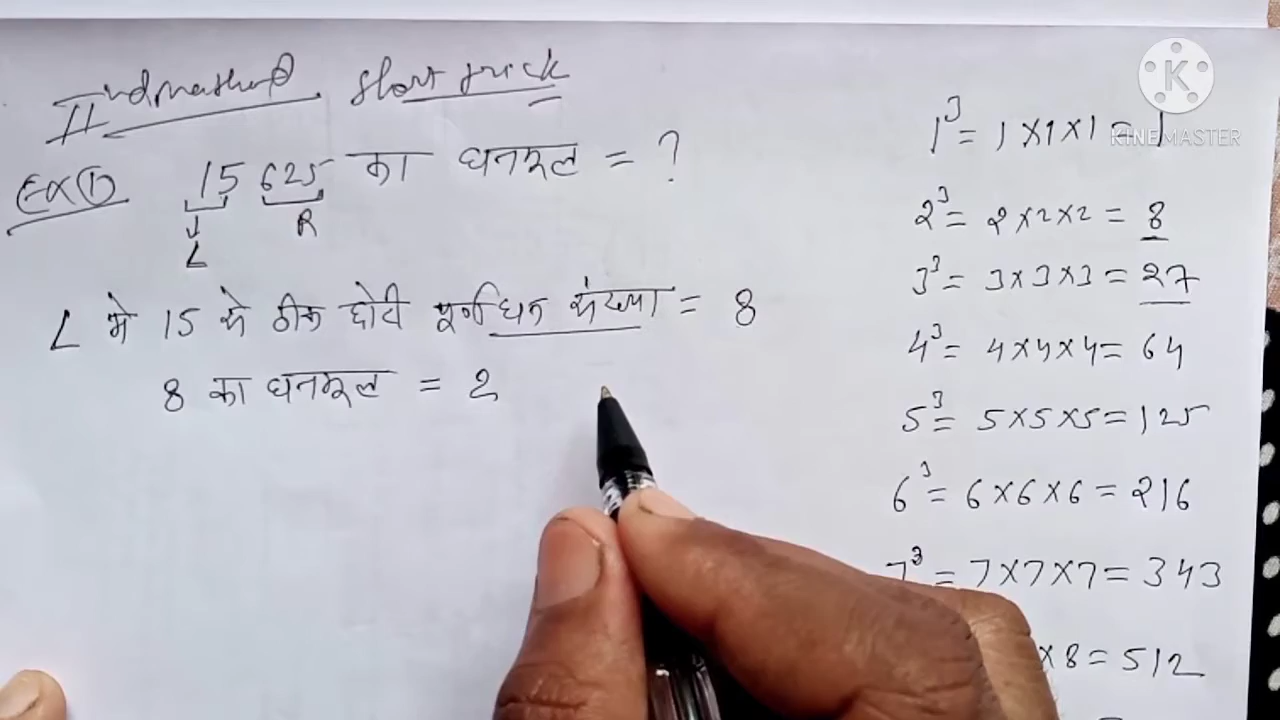 IInd method short trick
Ex① 15 625 का घनमूल = ?
L R
L मे 15 से ठीक छोटी पूर्ण घन संख्या = 8
8 का घनमूल = 2
1³ = 1×1×1 = 1
2³ = 2×2×2 = 8
3³ = 3×3×3 = 27
4³ = 4×4×4 = 64
5³ = 5×5×5 = 125
6³ = 6×6×6 = 216
7³ = 7×7×7 = 343
×8 = 512
K
KINEMASTER